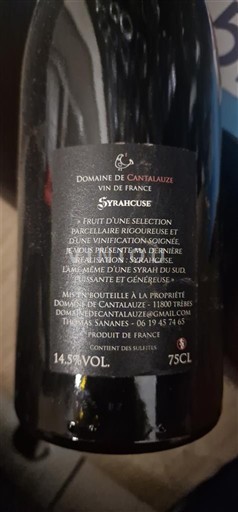 Domaine de Cantalauze
VIN DE FRANCE
SYRAHCUSE
« Fruit d'une selection
parcellaire rigoureuse et
d'une vinification soignée,
je vous présente ma dernière
réalisation : Syrahcuse,
l'âme même d'une Syrah du Sud,
puissante et généreuse »
Mis en bouteille à la propriété
Domaine de Cantalauze - 11800 Trèbes
domainedecantalauze@gmail.com
Thomas Sananes - 06 19 45 74 65
Produit de France
Contient des sulfites
14.5%VOL. 75CL